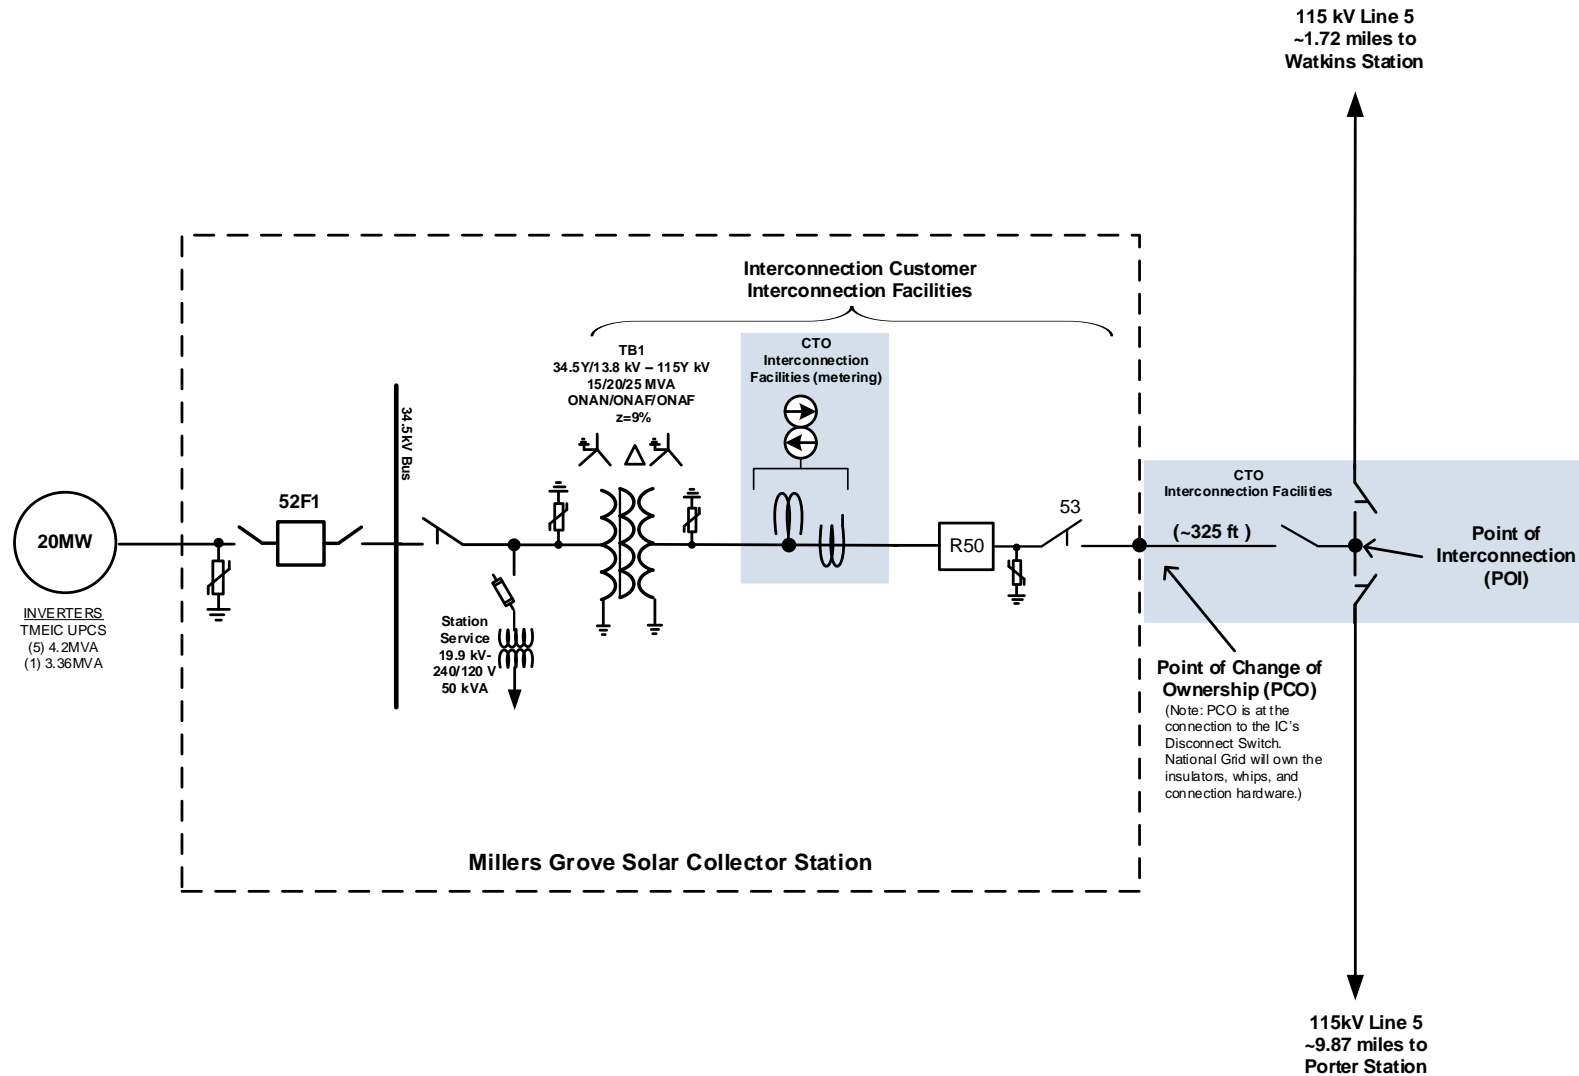 115 kV Line 5
~1.72 miles to
Watkins Station
Interconnection Customer
Interconnection Facilities
TB1
34.5Y/13.8 kV – 115Y kV
15/20/25 MVA
ONAN/ONAF/ONAF
z=9%
CTO
Interconnection
Facilities (metering)
34.5kV Bus
52F1
20MW
INVERTERS
TMEIC UPCS
(5) 4.2MVA
(1) 3.36MVA
Station
Service
19.9 kV-
240/120 V
50 kVA
R50
53
CTO
Interconnection Facilities
(~325 ft )
Point of
Interconnection
(POI)
Point of Change of
Ownership (PCO)
(Note: PCO is at the
connection to the IC's
Disconnect Switch.
National Grid will own the
insulators, whips, and
connection hardware.)
Millers Grove Solar Collector Station
115kV Line 5
~9.87 miles to
Porter Station